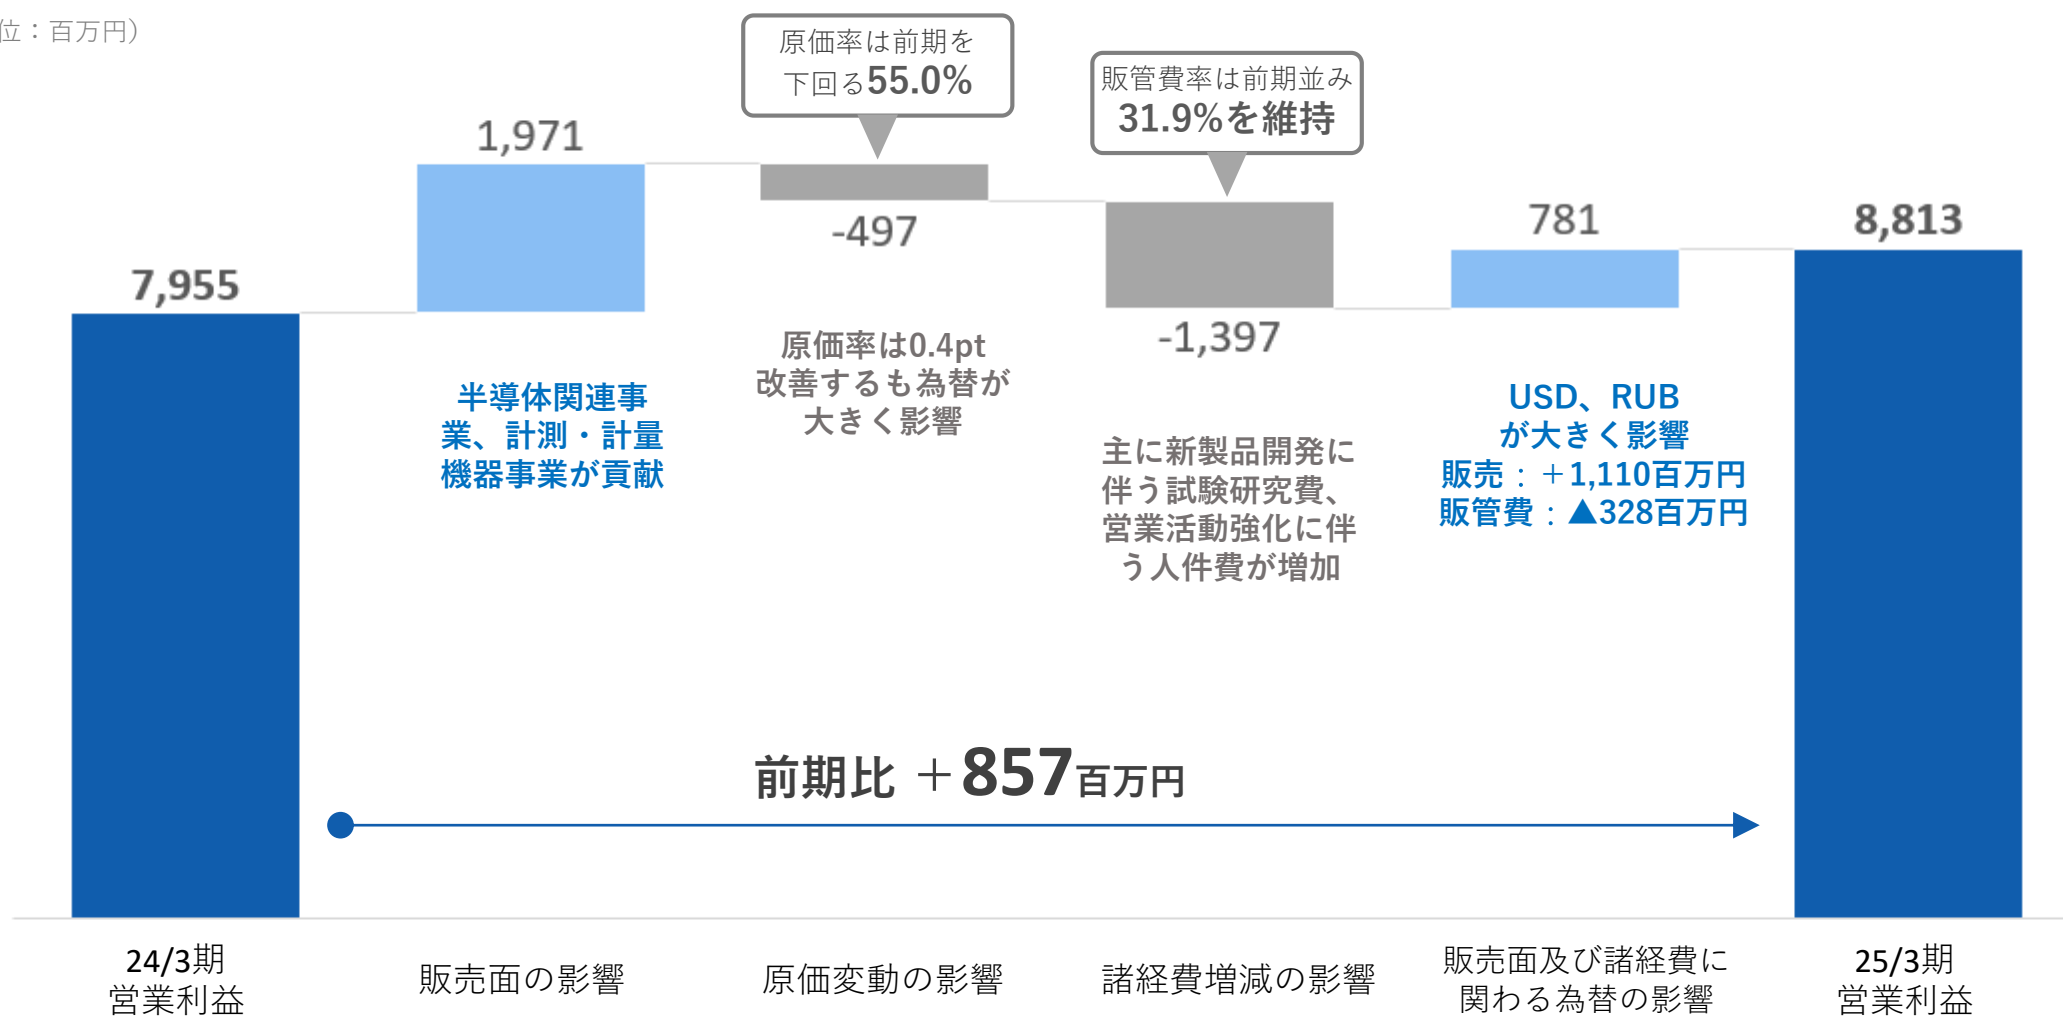 位：百万円）
原価率は前期を
下回る55.0%
販管費率は前期並み
31.9%を維持
7,955
1,971
-497
-1,397
781
8,813
半導体関連事
業、計測・計量
機器事業が貢献
原価率は0.4pt
改善するも為替が
大きく影響
主に新製品開発に
伴う試験研究費、
営業活動強化に伴
う人件費が増加
USD、RUB
が大きく影響
販売：＋1,110百万円
販管費：▲328百万円
前期比 ＋857百万円
24/3期
営業利益
販売面の影響
原価変動の影響
諸経費増減の影響
販売面及び諸経費に
関わる為替の影響
25/3期
営業利益